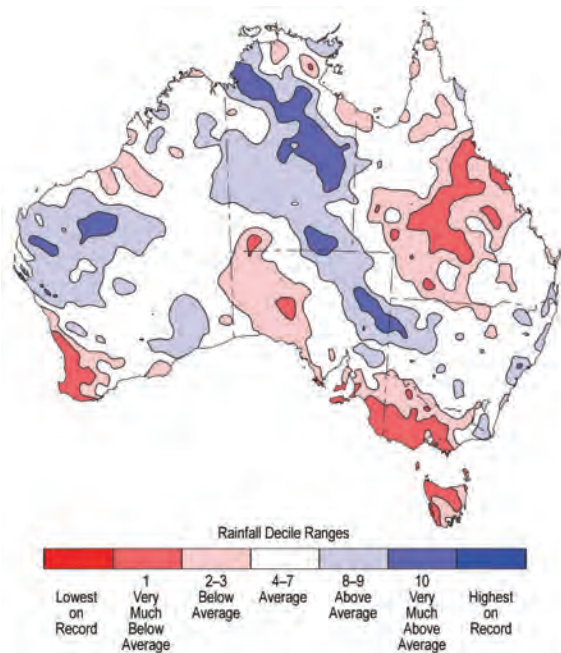 Rainfall Decile Ranges
1 2–3 4–7 8–9 10
Lowest Very Below Average Above Very Highest
on Much Average Average Much on
Record Below Above Record
Average Average